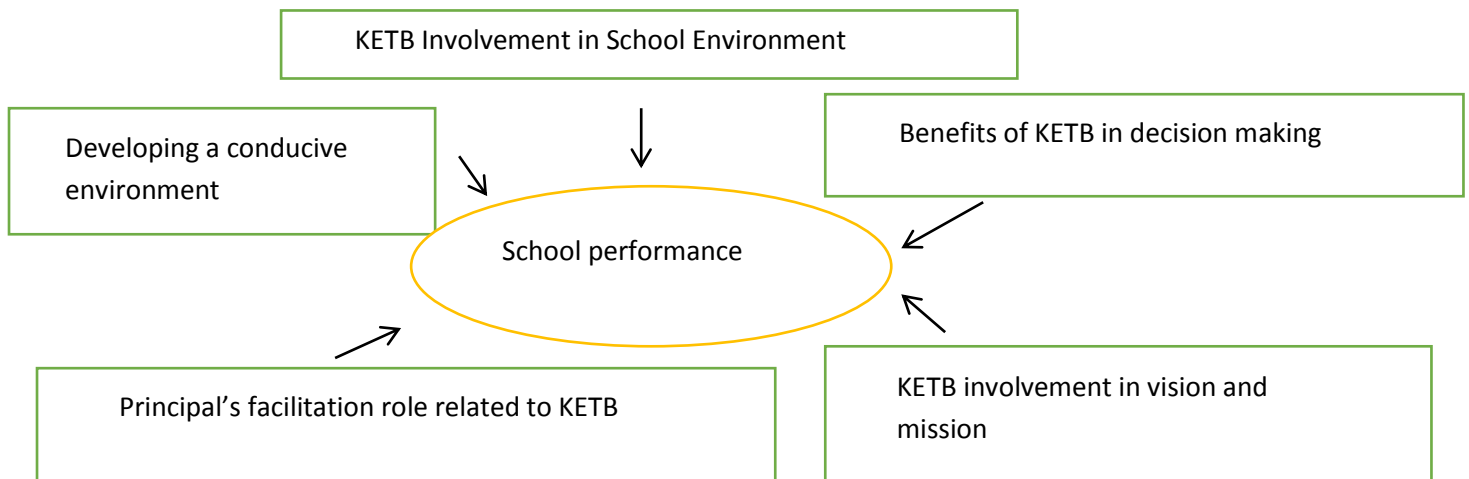 KETB Involvement in School Environment
Developing a conducive
environment
Benefits of KETB in decision making
School performance
Principal’s facilitation role related to KETB
KETB involvement in vision and
mission